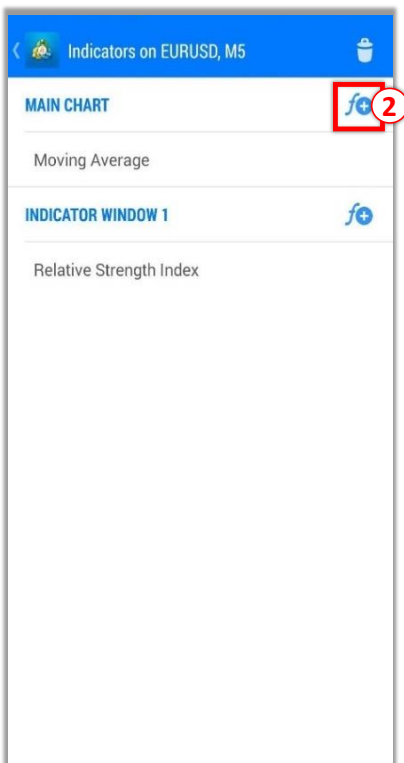 Indicators on EURUSD, M5
MAIN CHART
f
2
Moving Average
INDICATOR WINDOW 1
f
Relative Strength Index